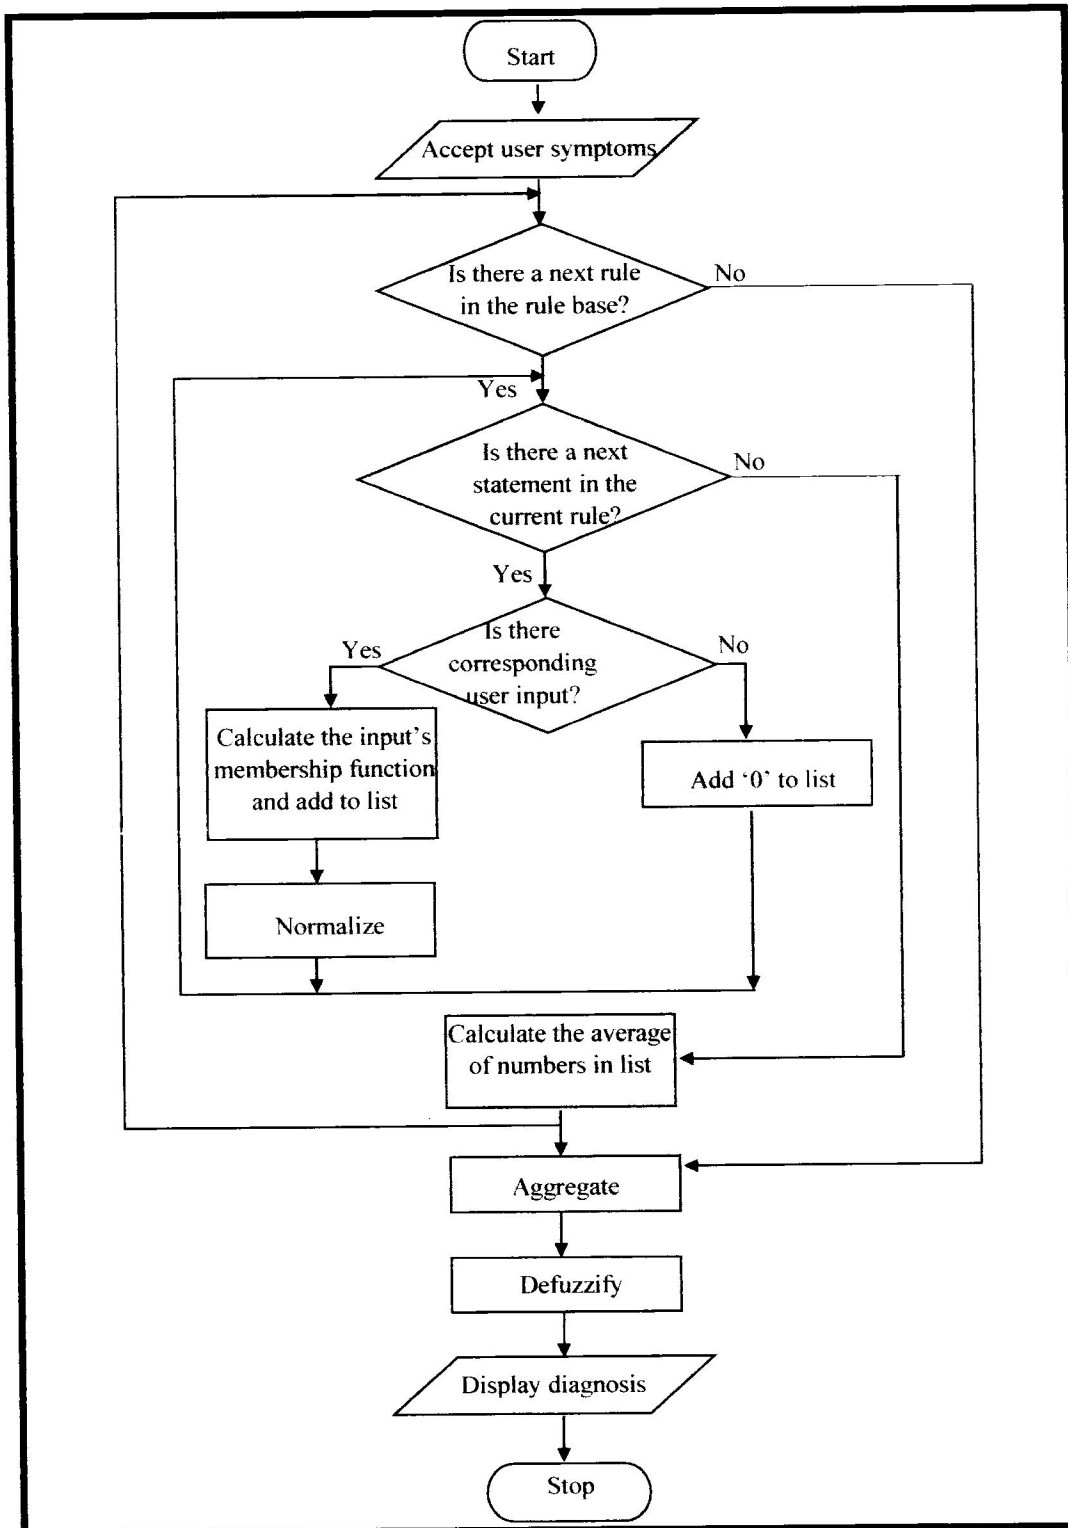 Start
Accept user symptoms
Is there a next rule
in the rule base?
No
Yes
Is there a next
statement in the
current rule?
No
Yes
Is there
corresponding
user input?
Yes
No
Calculate the input's
membership function
and add to list
Add ‘0’ to list
Normalize
Calculate the average
of numbers in list
Aggregate
Defuzzify
Display diagnosis
Stop